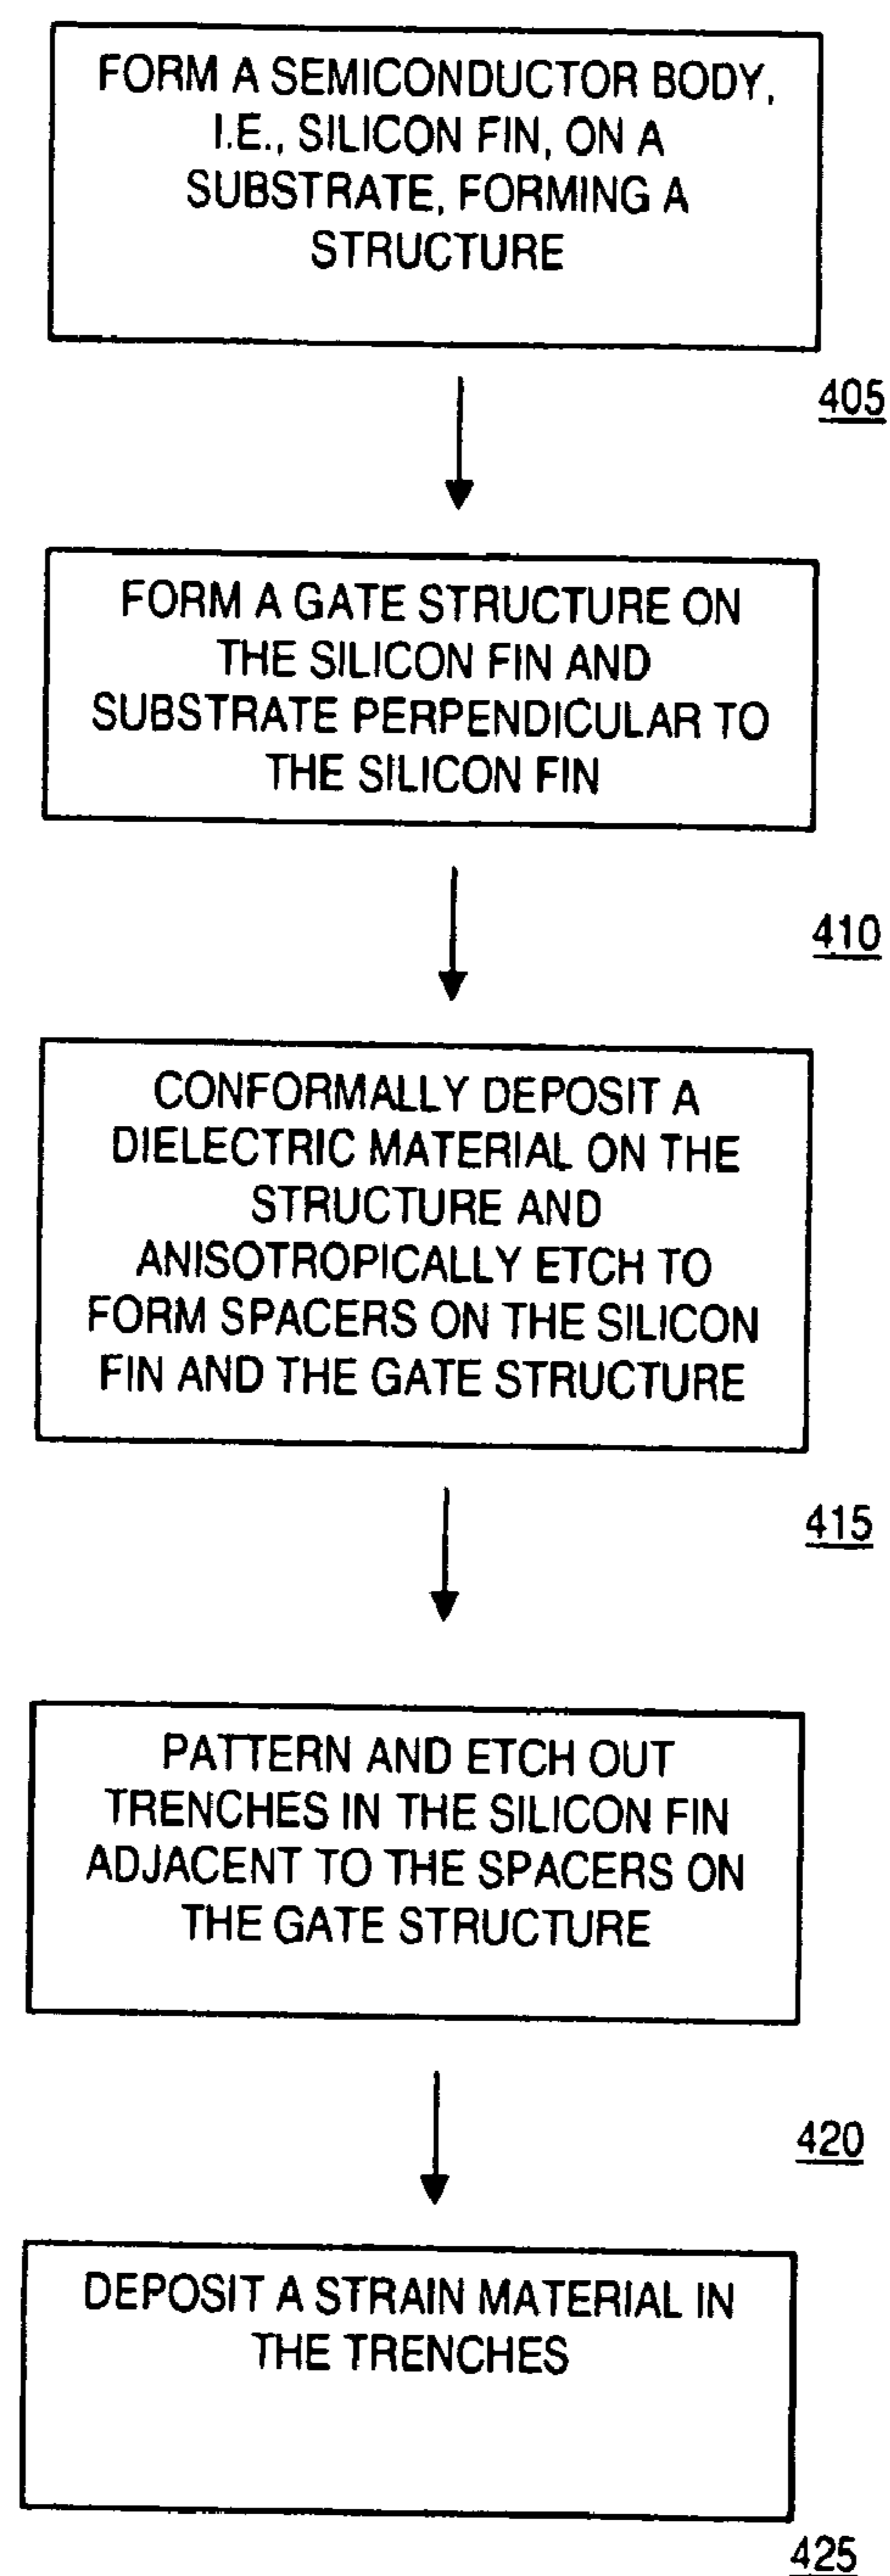 FORM A SEMICONDUCTOR BODY,
I.E., SILICON FIN, ON A
SUBSTRATE, FORMING A
STRUCTURE
405
FORM A GATE STRUCTURE ON
THE SILICON FIN AND
SUBSTRATE PERPENDICULAR TO
THE SILICON FIN
410
CONFORMALLY DEPOSIT A
DIELECTRIC MATERIAL ON THE
STRUCTURE AND
ANISOTROPICALLY ETCH TO
FORM SPACERS ON THE SILICON
FIN AND THE GATE STRUCTURE
415
PATTERN AND ETCH OUT
TRENCHES IN THE SILICON FIN
ADJACENT TO THE SPACERS ON
THE GATE STRUCTURE
420
DEPOSIT A STRAIN MATERIAL IN
THE TRENCHES
425